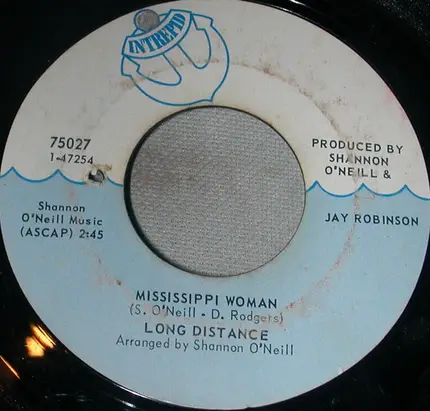 INTREPID
75027
1-47254
PRODUCED BY
SHANNON
O'NEILL &
JAY ROBINSON
Shannon
O'Neill Music
(ASCAP) 2:45
MISSISSIPPI WOMAN
(S. O'Neill - D. Rodgers)
LONG DISTANCE
Arranged by Shannon O'Neill